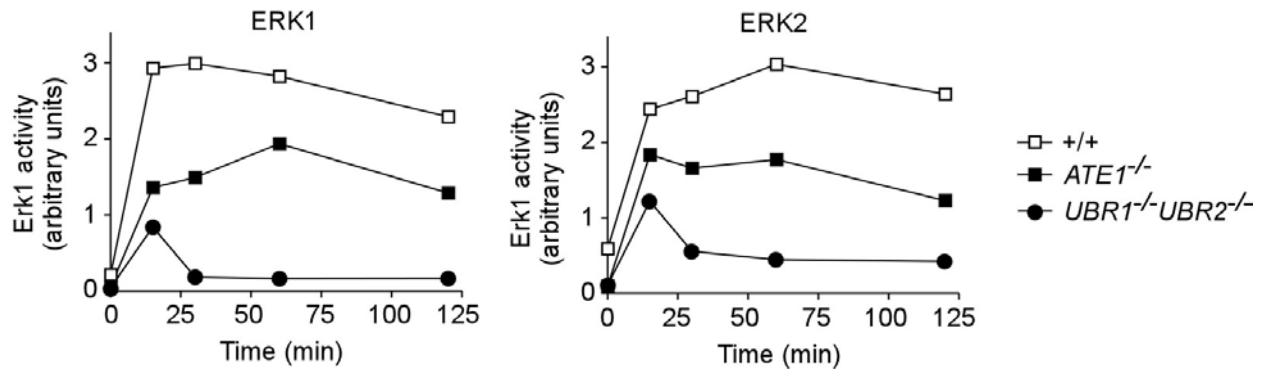 ERK1
Erk1 activity
(arbitrary units)
3
2
1
0
0 25 50 75 100 125
Time (min)
ERK2
Erk1 activity
(arbitrary units)
3
2
1
0
0 25 50 75 100 125
Time (min)
+/+
ATE1-/-
UBR1-/-UBR2-/-